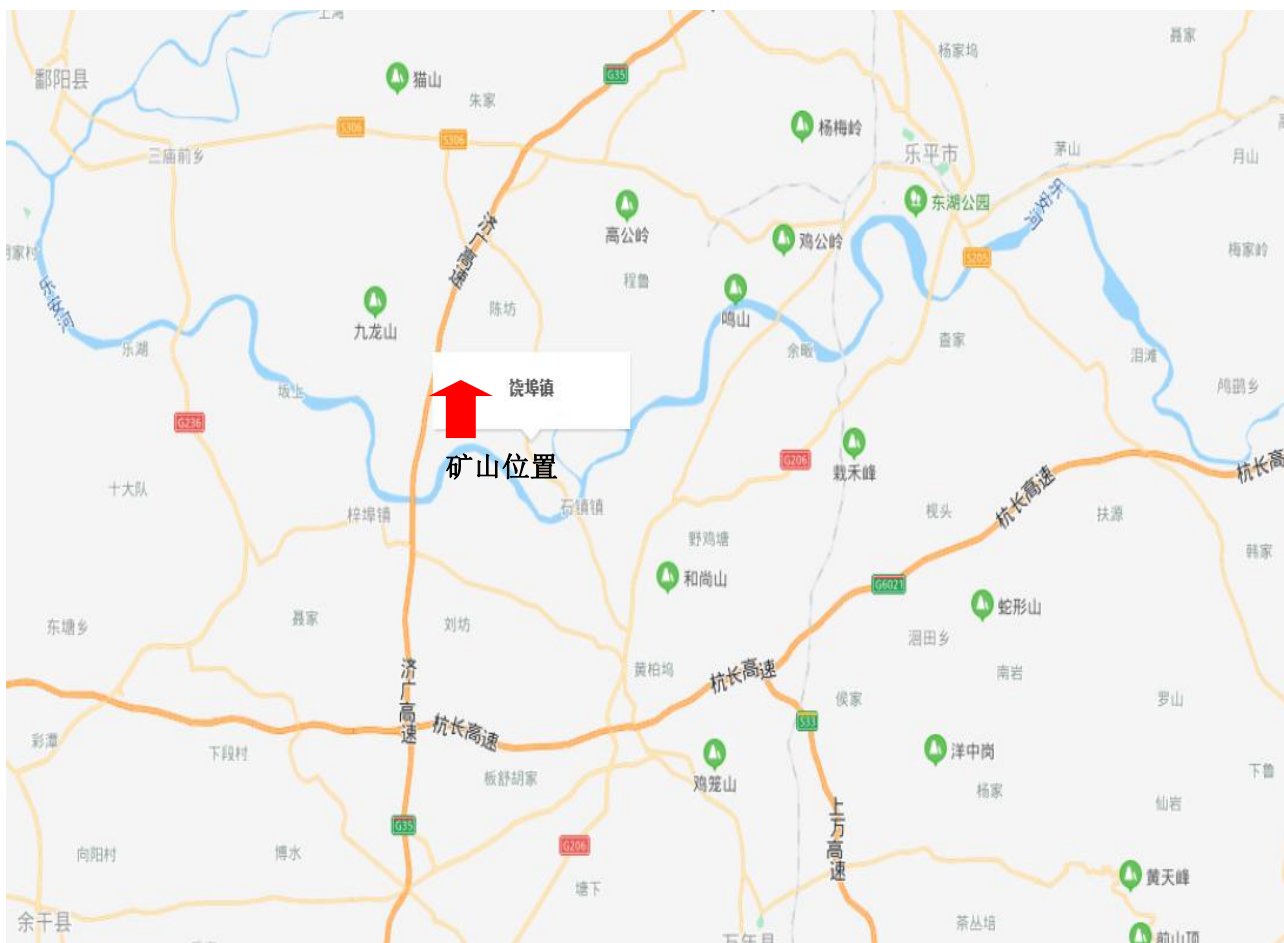 鄱阳县
猫山
G35
聂家
杨家坞
朱家
S306
S306
杨梅岭
三庙前乡
乐平市
茅山
月山
东湖公园
乐安河
济广高速
高公岭
鸡公岭
S205
梅家岭
程鲁
乐安河
九龙山
陈坊
鸣山
乐湖
余畈
查家
泪滩
饶埠镇
坂上
G236
矿山位置
G206
栽禾峰
杭长高速
杭长高速
十大队
梓埠镇
石镇镇
枧头
扶源
野鸡塘
韩家
和尚山
G6021
蛇形山
聂家
刘坊
东塘乡
洄田乡
黄柏坞
南岩
济广高速
杭长高速
侯家
罗山
杭长高速
S33
彩潭
下段村
洋中岗
板舒胡家
鸡笼山
杨家
下鲁
仙岩
G35
上万高速
G206
向阳村
博水
塘下
黄天峰
余干县
茶丛培
万年县
前山顶